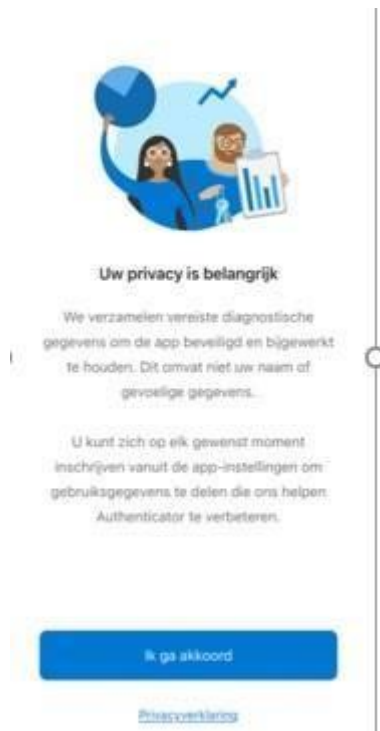 Uw privacy is belangrijk
We verzamelen vereiste diagnostische
gegevens om de app beveiligd en bijgewerkt
te houden. Dit omvat niet uw naam of
gevoelige gegevens.
U kunt zich op elk gewenst moment
inschrijven vanuit de app-instellingen om
gebruiksgegevens te delen die ons helpen
Authenticator te verbeteren.
Ik ga akkoord
Privacyverklaring